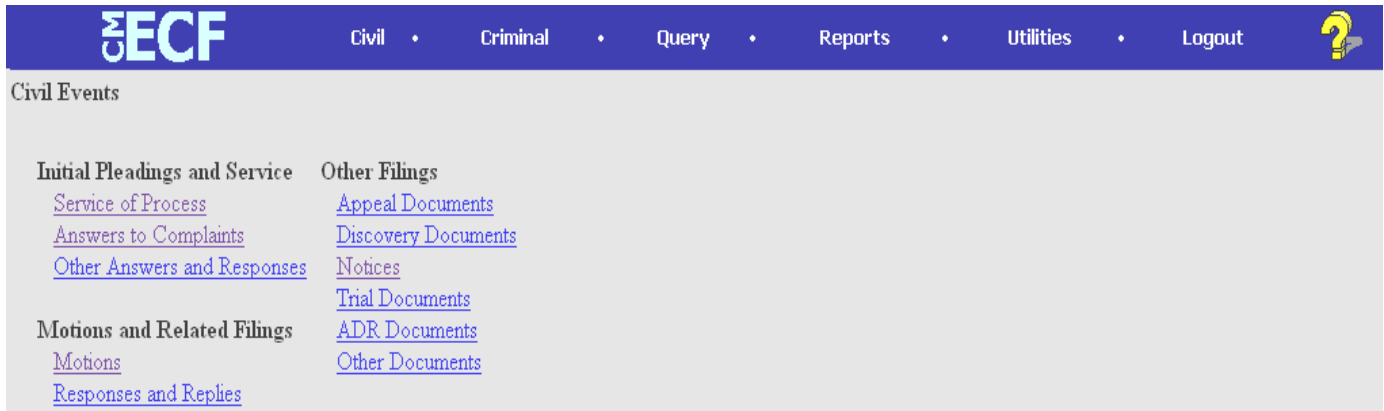 CM ECF Civil • Criminal • Query • Reports • Utilities • Logout ?
Civil Events
Initial Pleadings and Service
Service of Process
Answers to Complaints
Other Answers and Responses
Motions and Related Filings
Motions
Responses and Replies
Other Filings
Appeal Documents
Discovery Documents
Notices
Trial Documents
ADR Documents
Other Documents